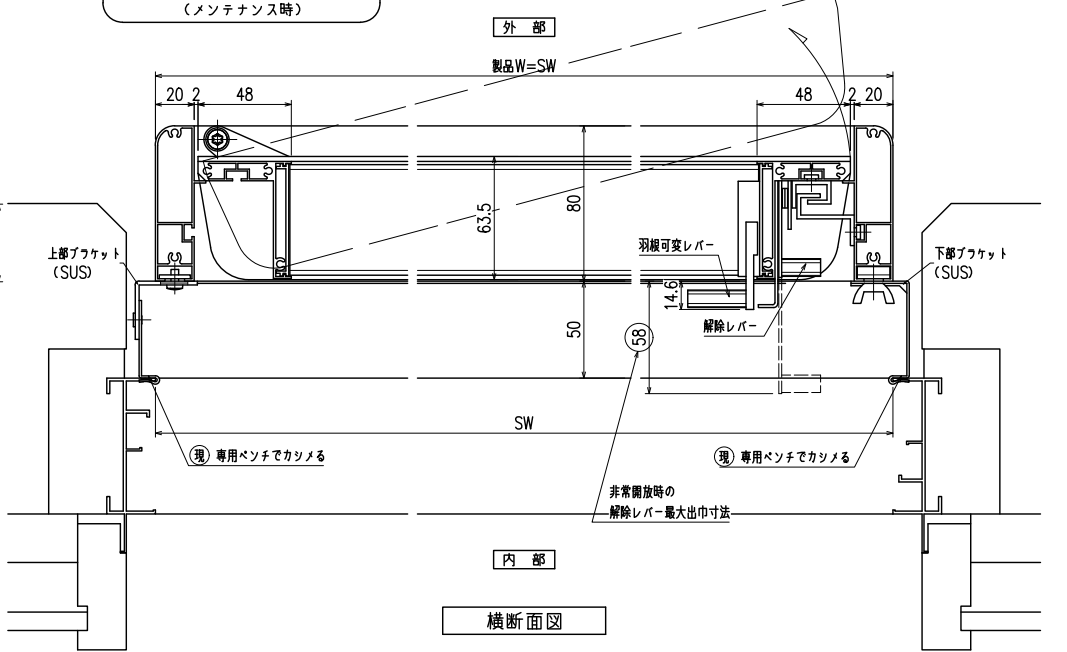 (メンテナンス時)
外 部
製品W=SW
20 2 48
48 2 20
63.5
80
羽根可変レバー
上部ブラケット
(SUS)
下部ブラケット
(SUS)
14.6
解除レバー
50
58
SW
現 専用ペンチでカシメる
現 専用ペンチでカシメる
非常開放時の
解除レバー最大出巾寸法
内 部
横断面図